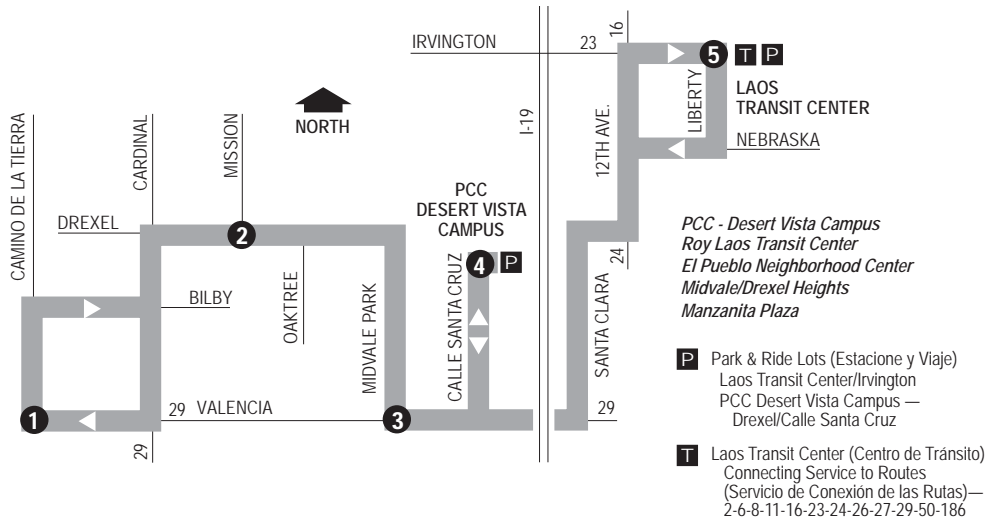 IRVINGTON
23
16
5 T P
LAOS
TRANSIT CENTER
LIBERTY
NEBRASKA
12TH AVE.
I-19
NORTH
CAMINO DE LA TIERRA
CARDINAL
MISSION
DREXEL
2
PCC
DESERT VISTA
CAMPUS
4 P
CALLE SANTA CRUZ
BILBY
OAKTREE
MIDVALE PARK
SANTA CLARA
24
1
29 VALENCIA
3
29
29
PCC - Desert Vista Campus
Roy Laos Transit Center
El Pueblo Neighborhood Center
Midvale/Drexel Heights
Manzanita Plaza
P Park & Ride Lots (Estacione y Viaje)
Laos Transit Center/Irvington
PCC Desert Vista Campus —
Drexel/Calle Santa Cruz
T Laos Transit Center (Centro de Tránsito)
Connecting Service to Routes
(Servicio de Conexión de las Rutas)—
2-6-8-11-16-23-24-26-27-29-50-186